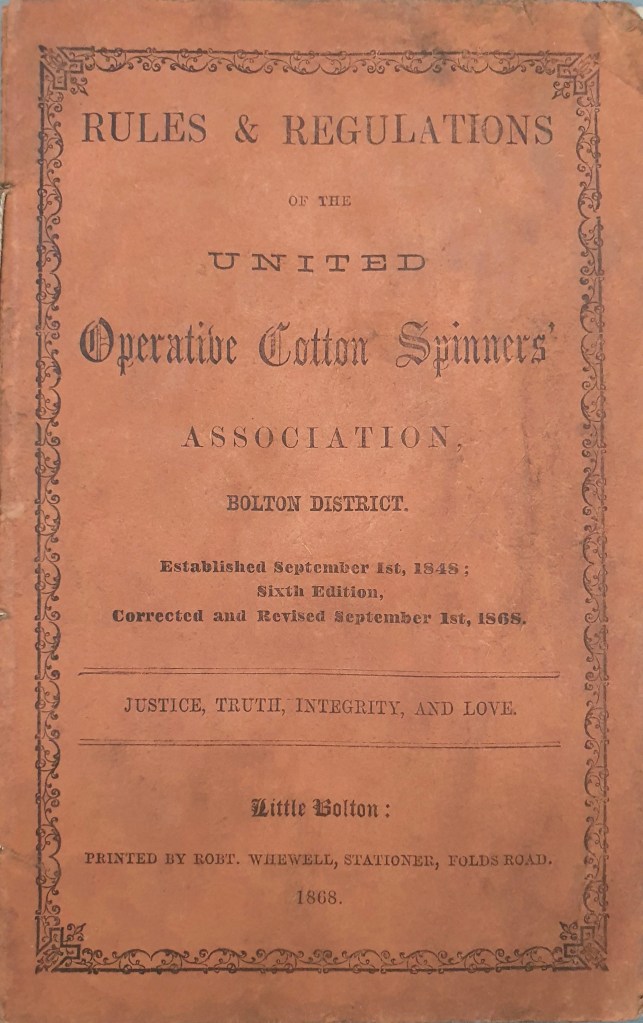 RULES & REGULATIONS
OF THE
UNITED
Operative Cotton Spinners'
ASSOCIATION,
BOLTON DISTRICT.
Established September 1st, 1848;
Sixth Edition,
Corrected and Revised September 1st, 1868.
JUSTICE, TRUTH, INTEGRITY, AND LOVE.
Little Bolton:
PRINTED BY ROBT. WHEWELL, STATIONER, FOLDS ROAD.
1868.